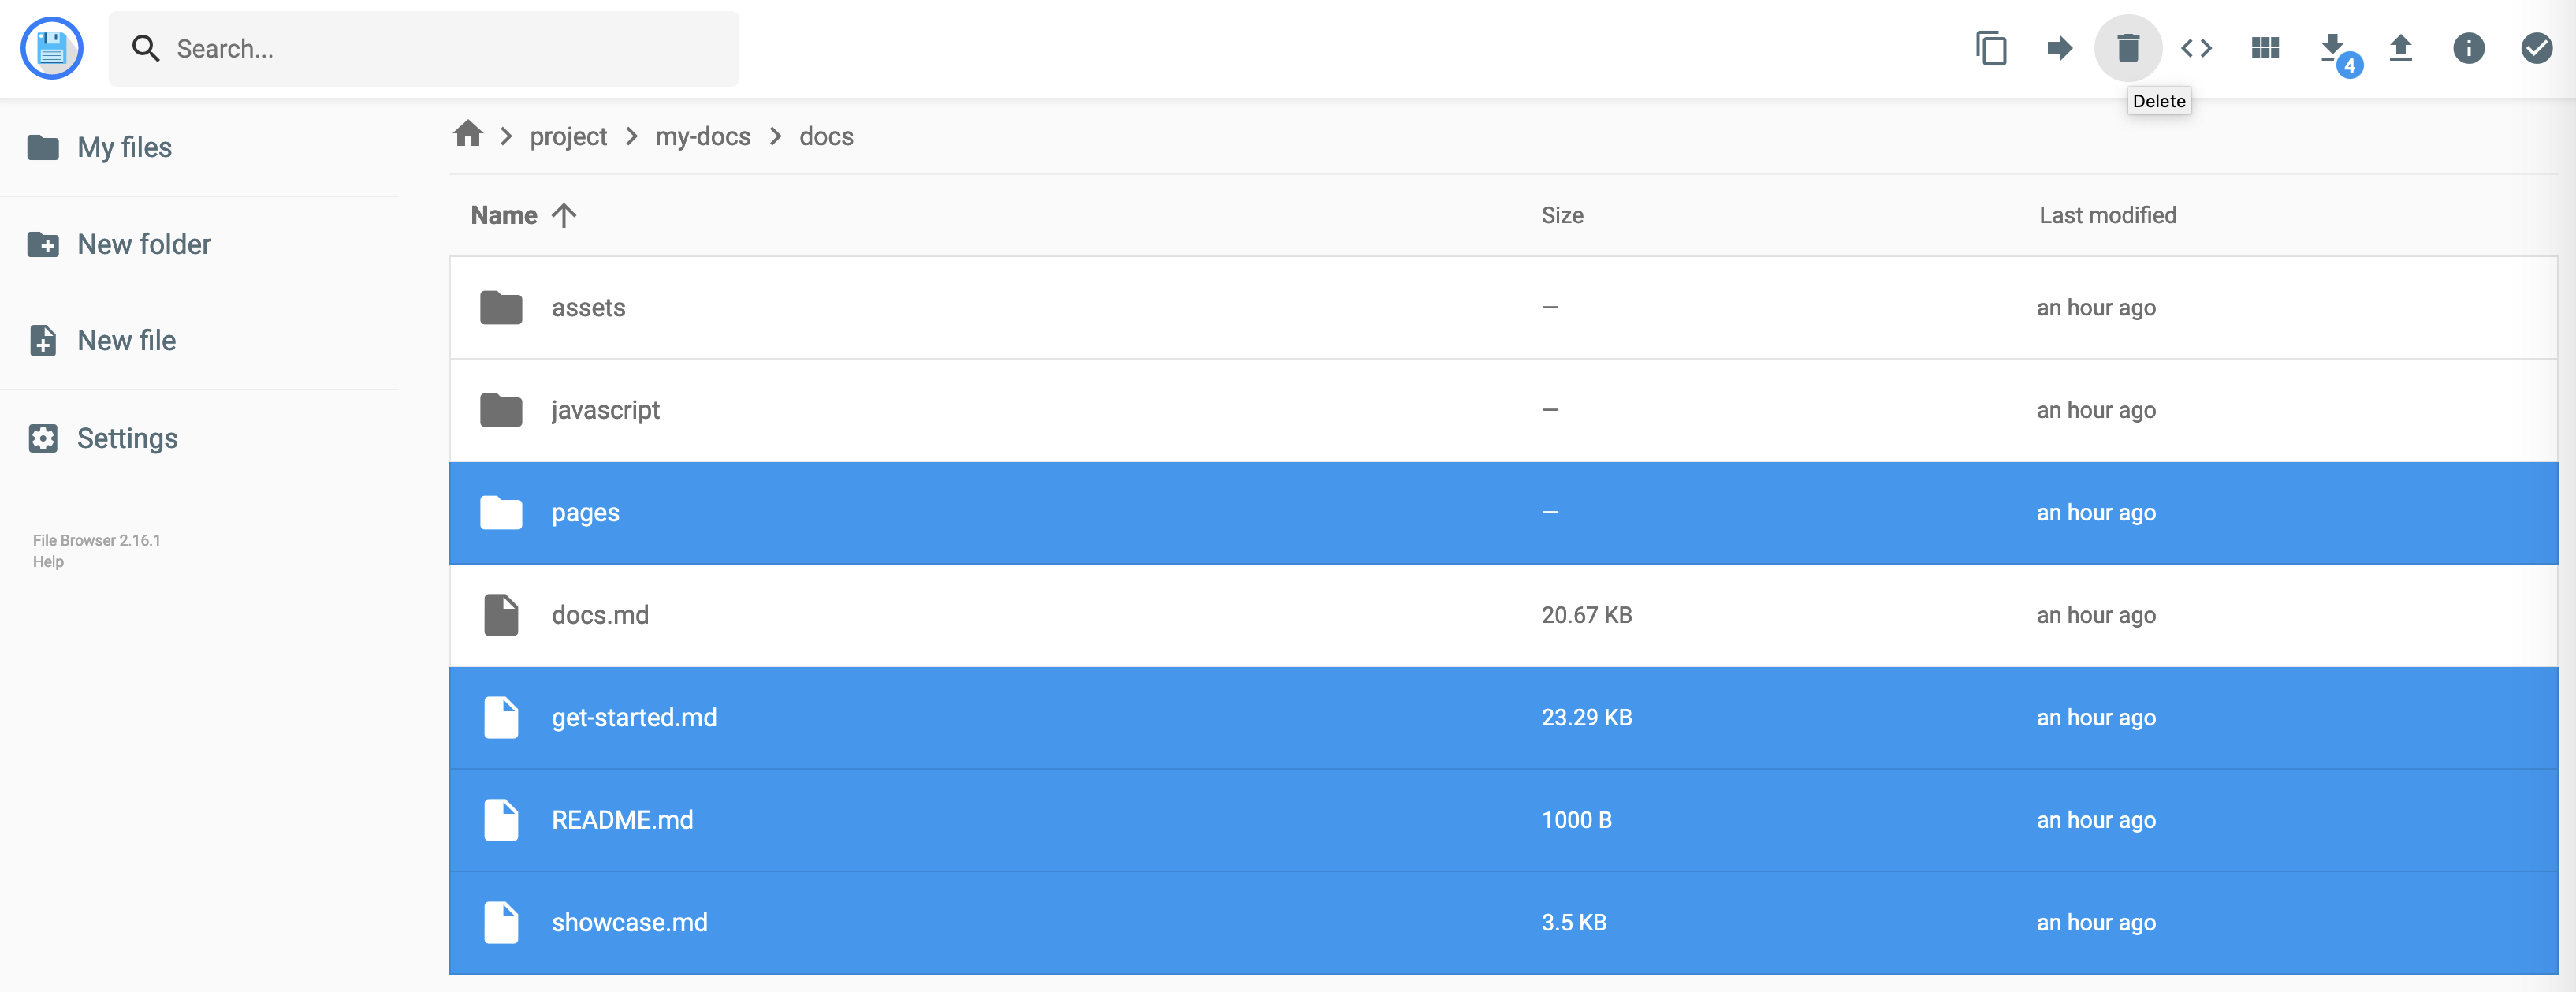 Search...
4
Delete
My files
New folder
New file
Settings
File Browser 2.16.1
Help
project my-docs docs
Name Size Last modified
assets — an hour ago
javascript — an hour ago
pages — an hour ago
docs.md 20.67 KB an hour ago
get-started.md 23.29 KB an hour ago
README.md 1000 B an hour ago
showcase.md 3.5 KB an hour ago